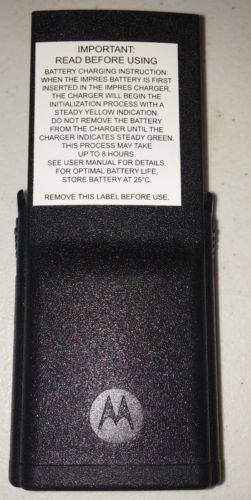 IMPORTANT:
READ BEFORE USING
BATTERY CHARGING INSTRUCTION:
WHEN THE IMPRES BATTERY IS FIRST
INSERTED IN THE IMPRES CHARGER,
THE CHARGER WILL BEGIN THE
INITIALIZATION PROCESS WITH A
STEADY YELLOW INDICATION.
DO NOT REMOVE THE BATTERY
FROM THE CHARGER UNTIL THE
CHARGER INDICATES STEADY GREEN.
THIS PROCESS MAY TAKE
UP TO 8 HOURS.
SEE USER MANUAL FOR DETAILS.
FOR OPTIMAL BATTERY LIFE,
STORE BATTERY AT 25°C.
REMOVE THIS LABEL BEFORE USE.